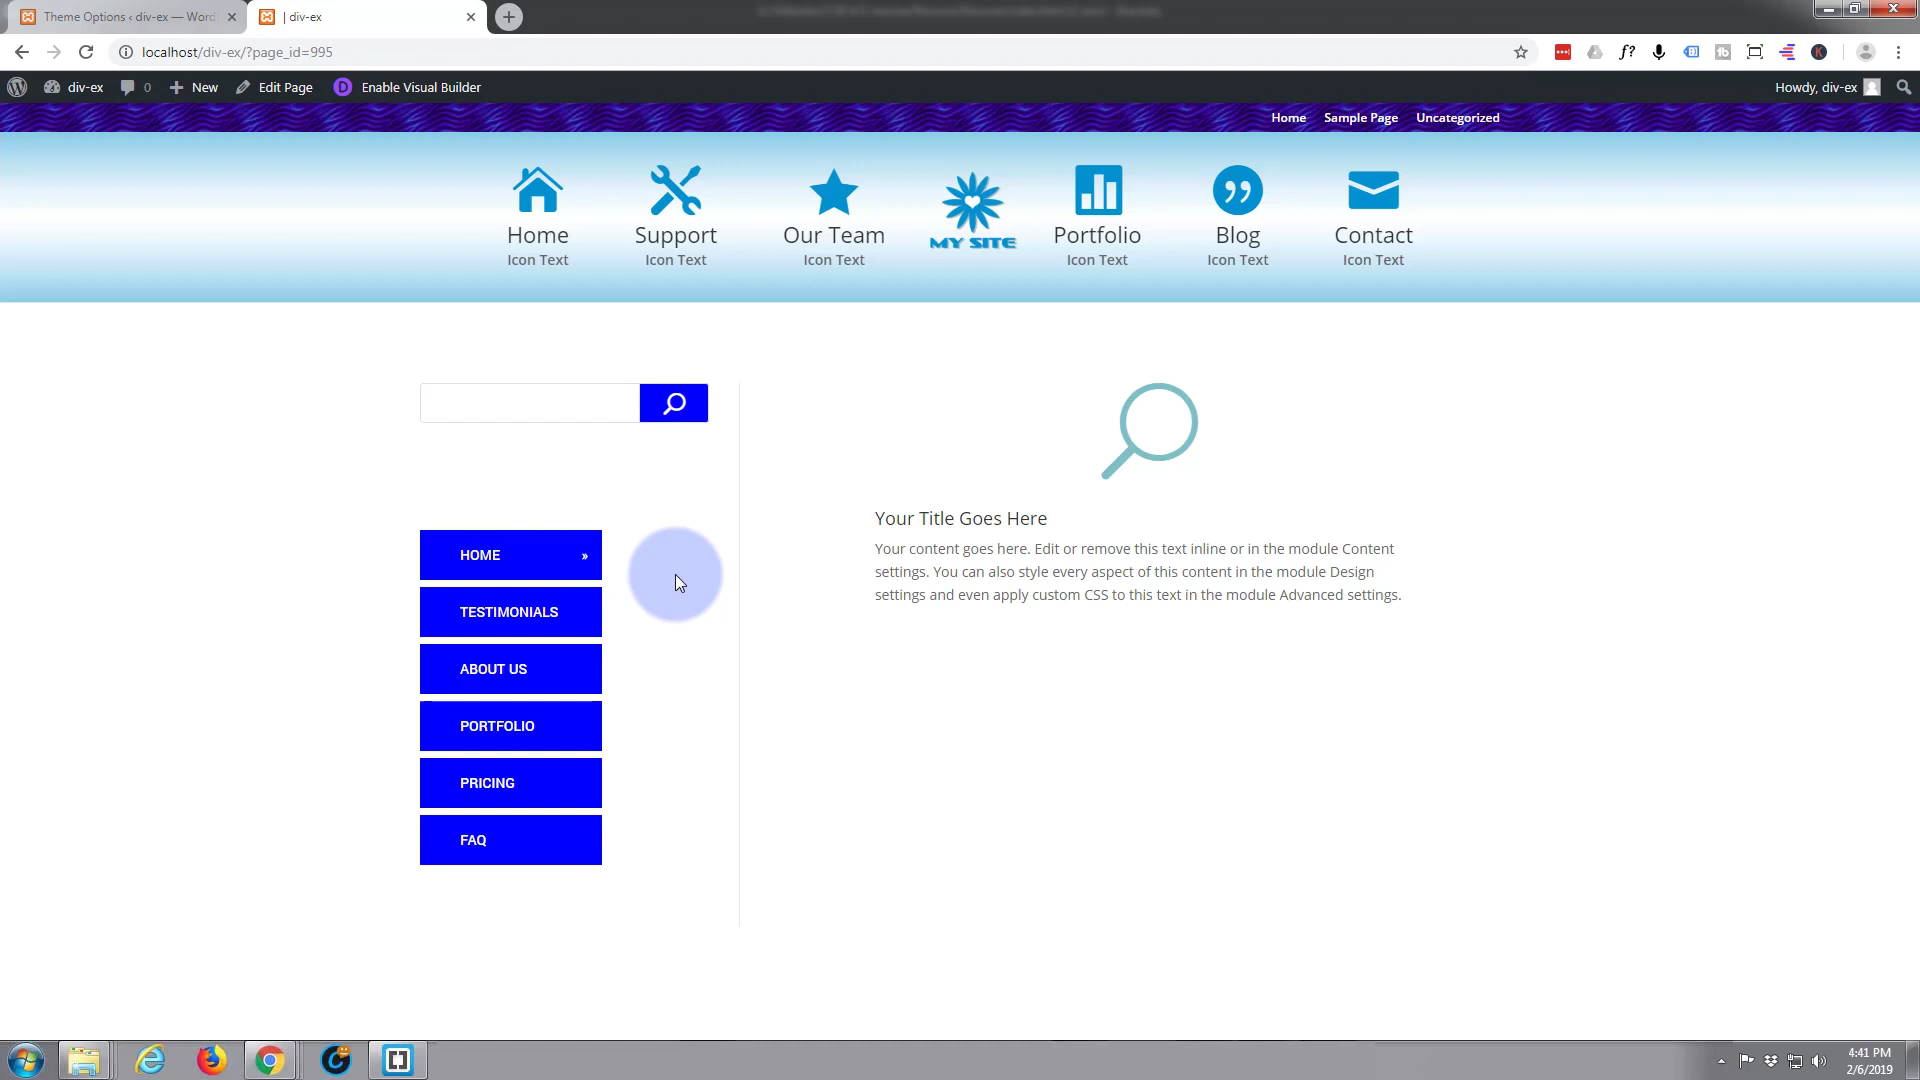 Theme Options ‹ div-ex — Word
| div-ex
localhost/div-ex/?page_id=995
div-ex
0
New
Edit Page
D
Enable Visual Builder
Howdy, div-ex
Home
Sample Page
Uncategorized
Home
Icon Text
Support
Icon Text
Our Team
Icon Text
MY SITE
Portfolio
Icon Text
Blog
Icon Text
Contact
Icon Text
HOME »
TESTIMONIALS
ABOUT US
PORTFOLIO
PRICING
FAQ
Your Title Goes Here
Your content goes here. Edit or remove this text inline or in the module Content
settings. You can also style every aspect of this content in the module Design
settings and even apply custom CSS to this text in the module Advanced settings.
4:41 PM
2/6/2019